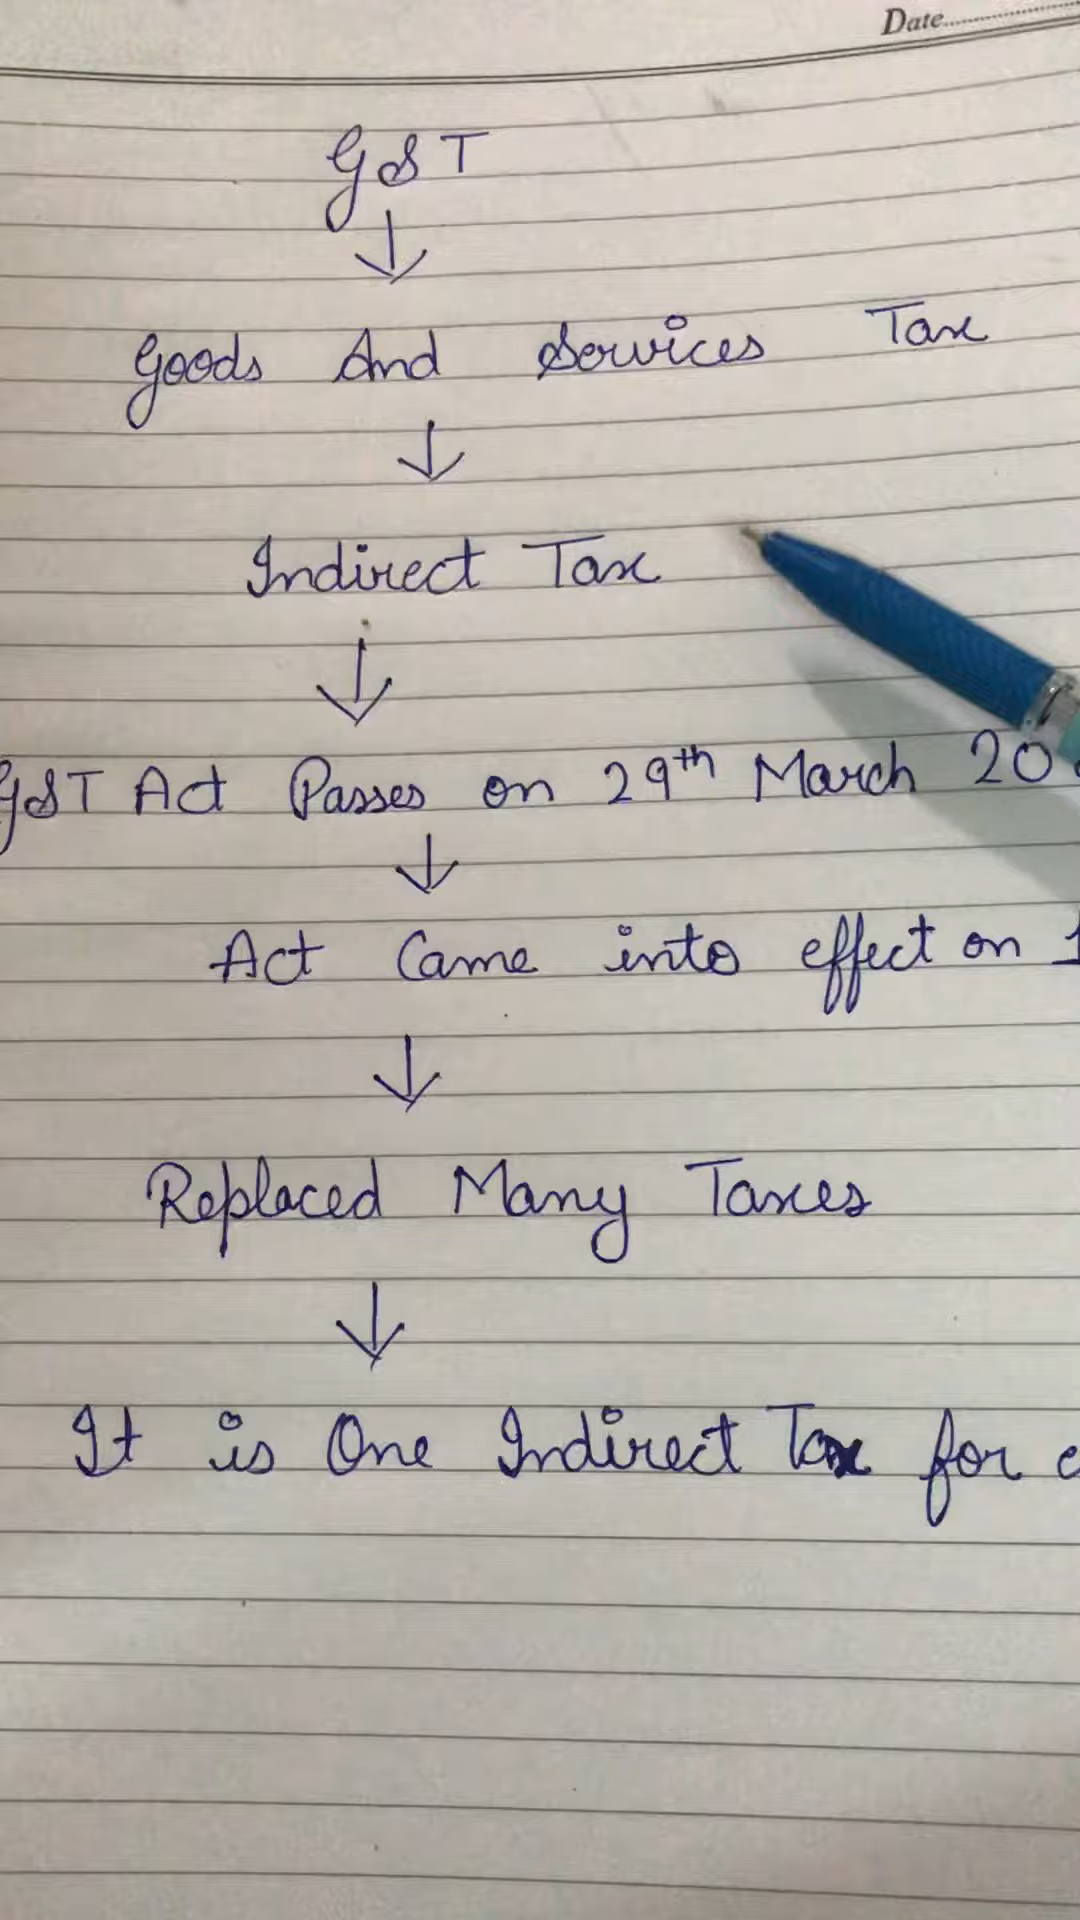 Date
GST
↓
Goods And Services Tax
↓
Indirect Tax
↓
GST Act Passes on 29th March 20
↓
Act Came into effect on 1
↓
Replaced Many Taxes
↓
It is One Indirect Tax for